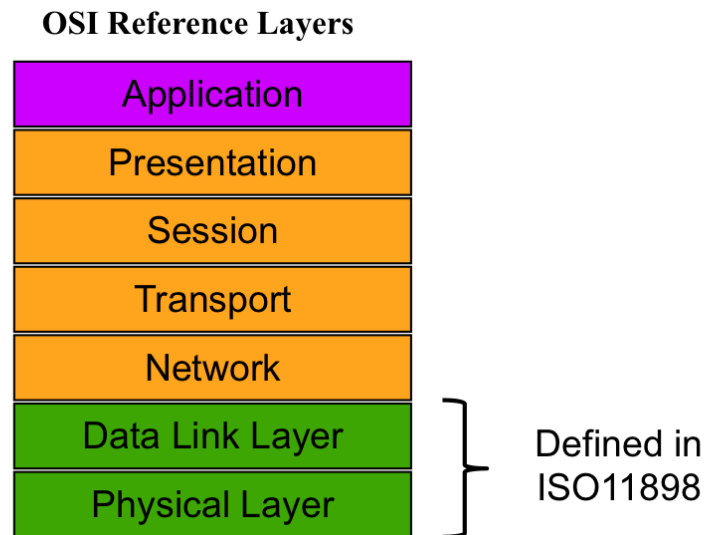 OSI Reference Layers
Application
Presentation
Session
Transport
Network
Data Link Layer
Physical Layer
Defined in
ISO11898